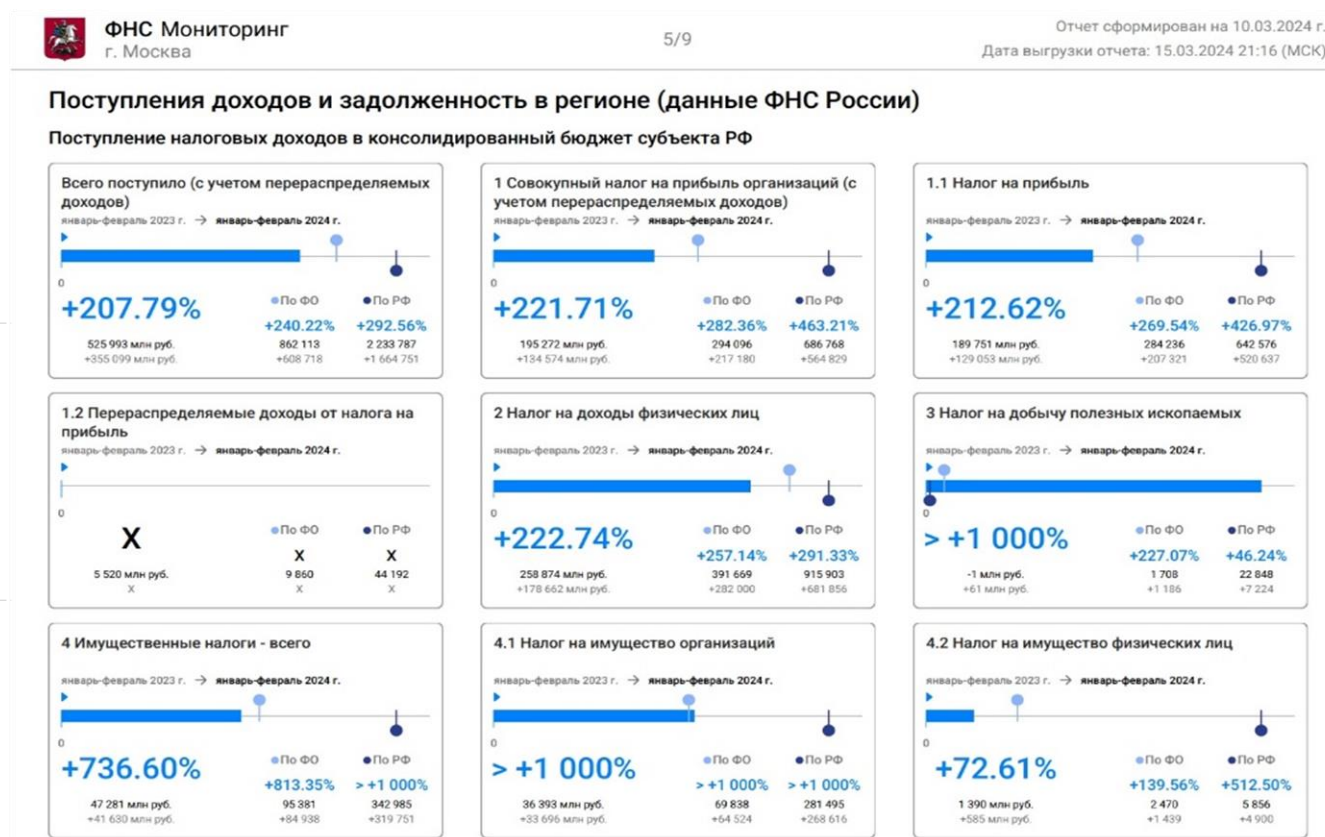 ФНС Мониторинг
г. Москва
5/9
Отчет сформирован на 10.03.2024 г.
Дата выгрузки отчета: 15.03.2024 21:16 (МСК)
Поступления доходов и задолженность в регионе (данные ФНС России)
Поступление налоговых доходов в консолидированный бюджет субъекта РФ
Всего поступило (с учетом перераспределяемых
доходов)
январь-февраль 2023 г. → январь-февраль 2024 г.
0
+207.79%
По ФО
По РФ
+240.22%
+292.56%
525 993 млн руб.
862 113
2 233 787
+355 099 млн руб.
+608 718
+1 664 751
1 Совокупный налог на прибыль организаций (с
учетом перераспределяемых доходов)
январь-февраль 2023 г. → январь-февраль 2024 г.
0
+221.71%
По ФО
По РФ
+282.36%
+463.21%
195 272 млн руб.
294 096
686 768
+134 574 млн руб.
+217 180
+564 829
1.1 Налог на прибыль
январь-февраль 2023 г. → январь-февраль 2024 г.
0
+212.62%
По ФО
По РФ
+269.54%
+426.97%
189 751 млн руб.
284 236
642 576
+129 053 млн руб.
+207 321
+520 637
1.2 Перераспределяемые доходы от налога на
прибыль
январь-февраль 2023 г. → январь-февраль 2024 г.
0
X
По ФО
По РФ
X
X
5 520 млн руб.
9 860
44 192
X
X
X
2 Налог на доходы физических лиц
январь-февраль 2023 г. → январь-февраль 2024 г.
0
+222.74%
По ФО
По РФ
+257.14%
+291.33%
258 874 млн руб.
391 669
915 903
+178 662 млн руб.
+282 000
+681 856
3 Налог на добычу полезных ископаемых
январь-февраль 2023 г. → январь-февраль 2024 г.
0
> +1 000%
По ФО
По РФ
+227.07%
+46.24%
-1 млн руб.
1 708
22 848
+61 млн руб.
+1 186
+7 224
4 Имущественные налоги - всего
январь-февраль 2023 г. → январь-февраль 2024 г.
0
+736.60%
По ФО
По РФ
+813.35%
> +1 000%
47 281 млн руб.
95 381
342 985
+41 630 млн руб.
+84 938
+319 751
4.1 Налог на имущество организаций
январь-февраль 2023 г. → январь-февраль 2024 г.
0
> +1 000%
По ФО
По РФ
> +1 000%
> +1 000%
36 393 млн руб.
69 838
281 495
+33 696 млн руб.
+64 524
+268 616
4.2 Налог на имущество физических лиц
январь-февраль 2023 г. → январь-февраль 2024 г.
0
+72.61%
По ФО
По РФ
+139.56%
+512.50%
1 390 млн руб.
2 470
5 856
+585 млн руб.
+1 439
+4 900